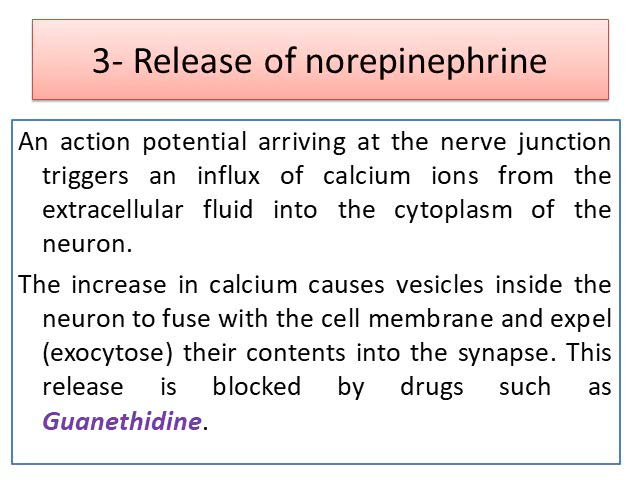 3- Release of norepinephrine
An action potential arriving at the nerve junction
triggers an influx of calcium ions from the
extracellular fluid into the cytoplasm of the
neuron.
The increase in calcium causes vesicles inside the
neuron to fuse with the cell membrane and expel
(exocytose) their contents into the synapse. This
release is blocked by drugs such as
Guanethidine.